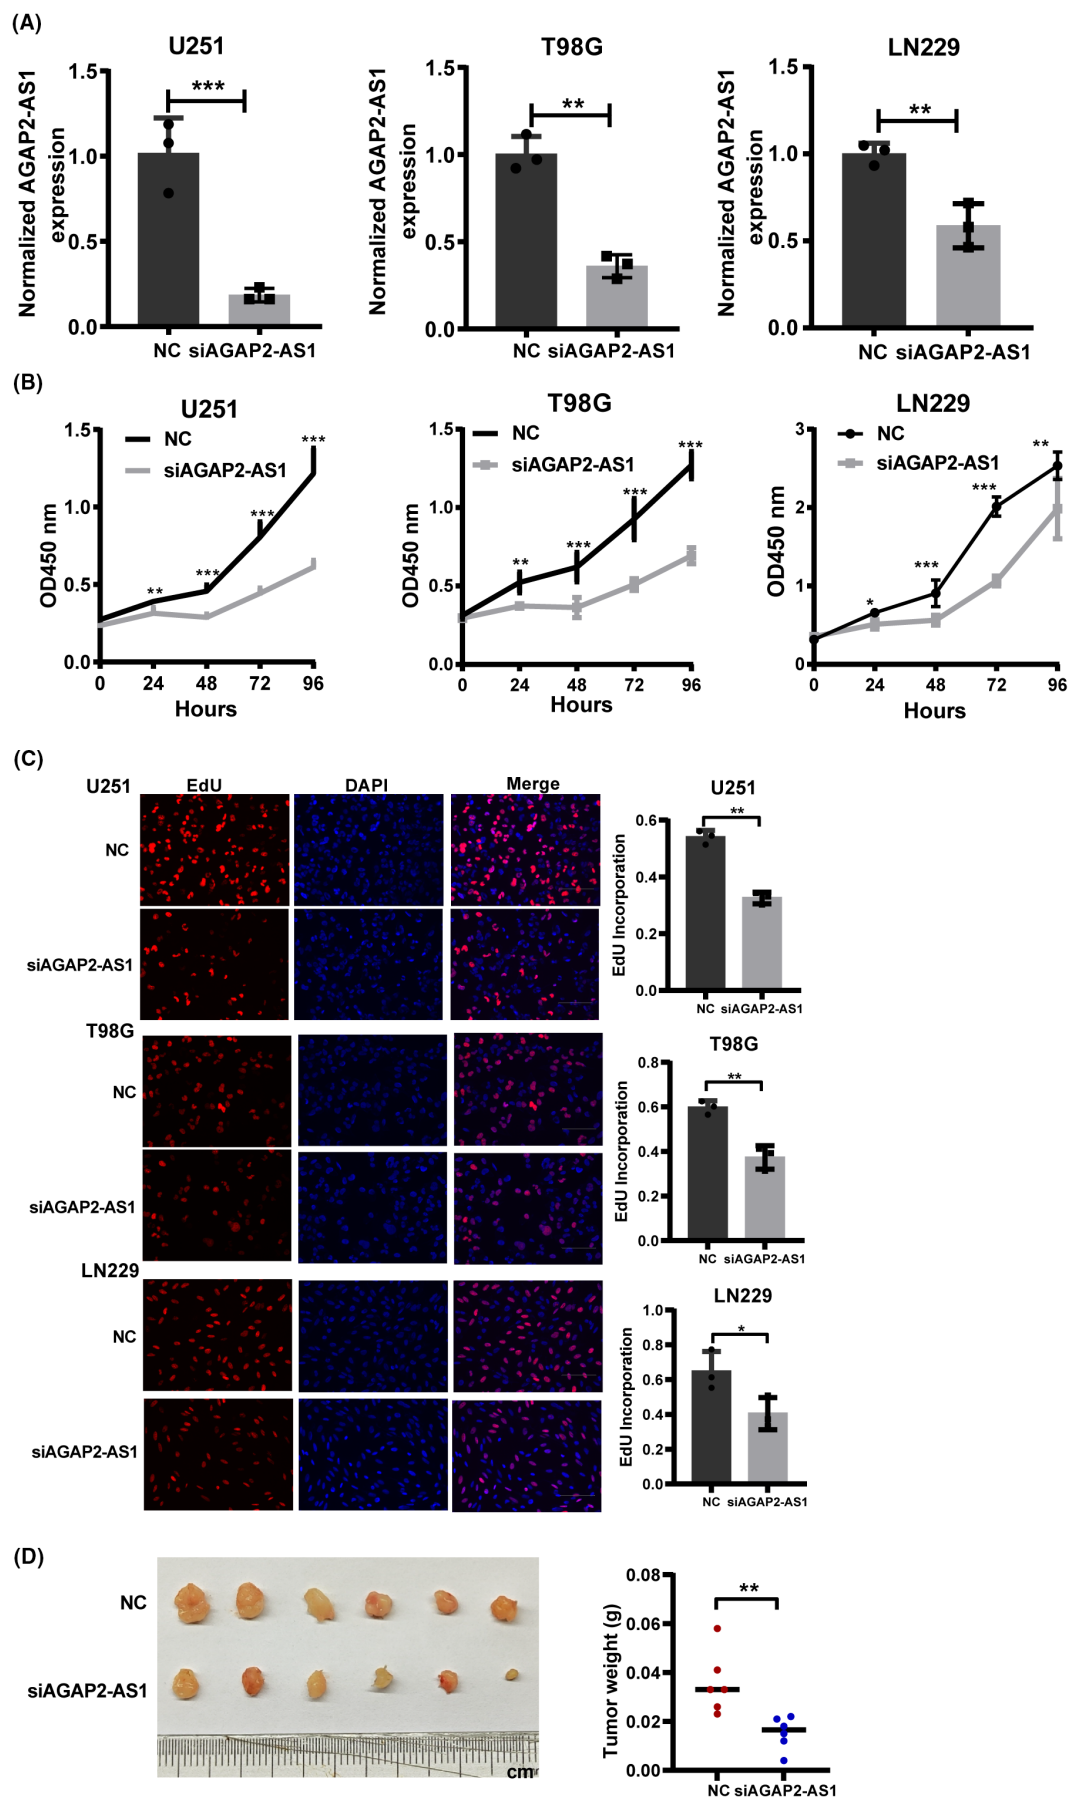 (A)
U251
T98G
LN229
Normalized AGAP2-AS1
expression
1.5
1.0
0.5
0.0
***
NC siAGAP2-AS1
Normalized AGAP2-AS1
expression
1.5
1.0
0.5
0.0
**
NC siAGAP2-AS1
Normalized AGAP2-AS1
expression
1.5
1.0
0.5
0.0
**
NC siAGAP2-AS1
(B)
U251
OD450 nm
1.5
1.0
0.5
0.0
NC
siAGAP2-AS1
**
***
***
***
0 24 48 72 96
Hours
T98G
OD450 nm
1.5
1.0
0.5
0.0
NC
siAGAP2-AS1
**
***
***
***
0 24 48 72 96
Hours
LN229
OD450 nm
3
2
1
0
NC
siAGAP2-AS1
*
***
***
**
0 24 48 72 96
Hours
(C)
U251
EdU
DAPI
Merge
NC
siAGAP2-AS1
U251
EdU Incorporation
0.6
0.4
0.2
0.0
**
NC siAGAP2-AS1
T98G
NC
siAGAP2-AS1
T98G
EdU Incorporation
0.8
0.6
0.4
0.2
0.0
**
NC siAGAP2-AS1
LN229
NC
siAGAP2-AS1
LN229
EdU Incorporation
1.0
0.8
0.6
0.4
0.2
0.0
*
NC siAGAP2-AS1
(D)
NC
siAGAP2-AS1
cm
Tumor weight (g)
0.08
0.06
0.04
0.02
0.00
**
NC siAGAP2-AS1